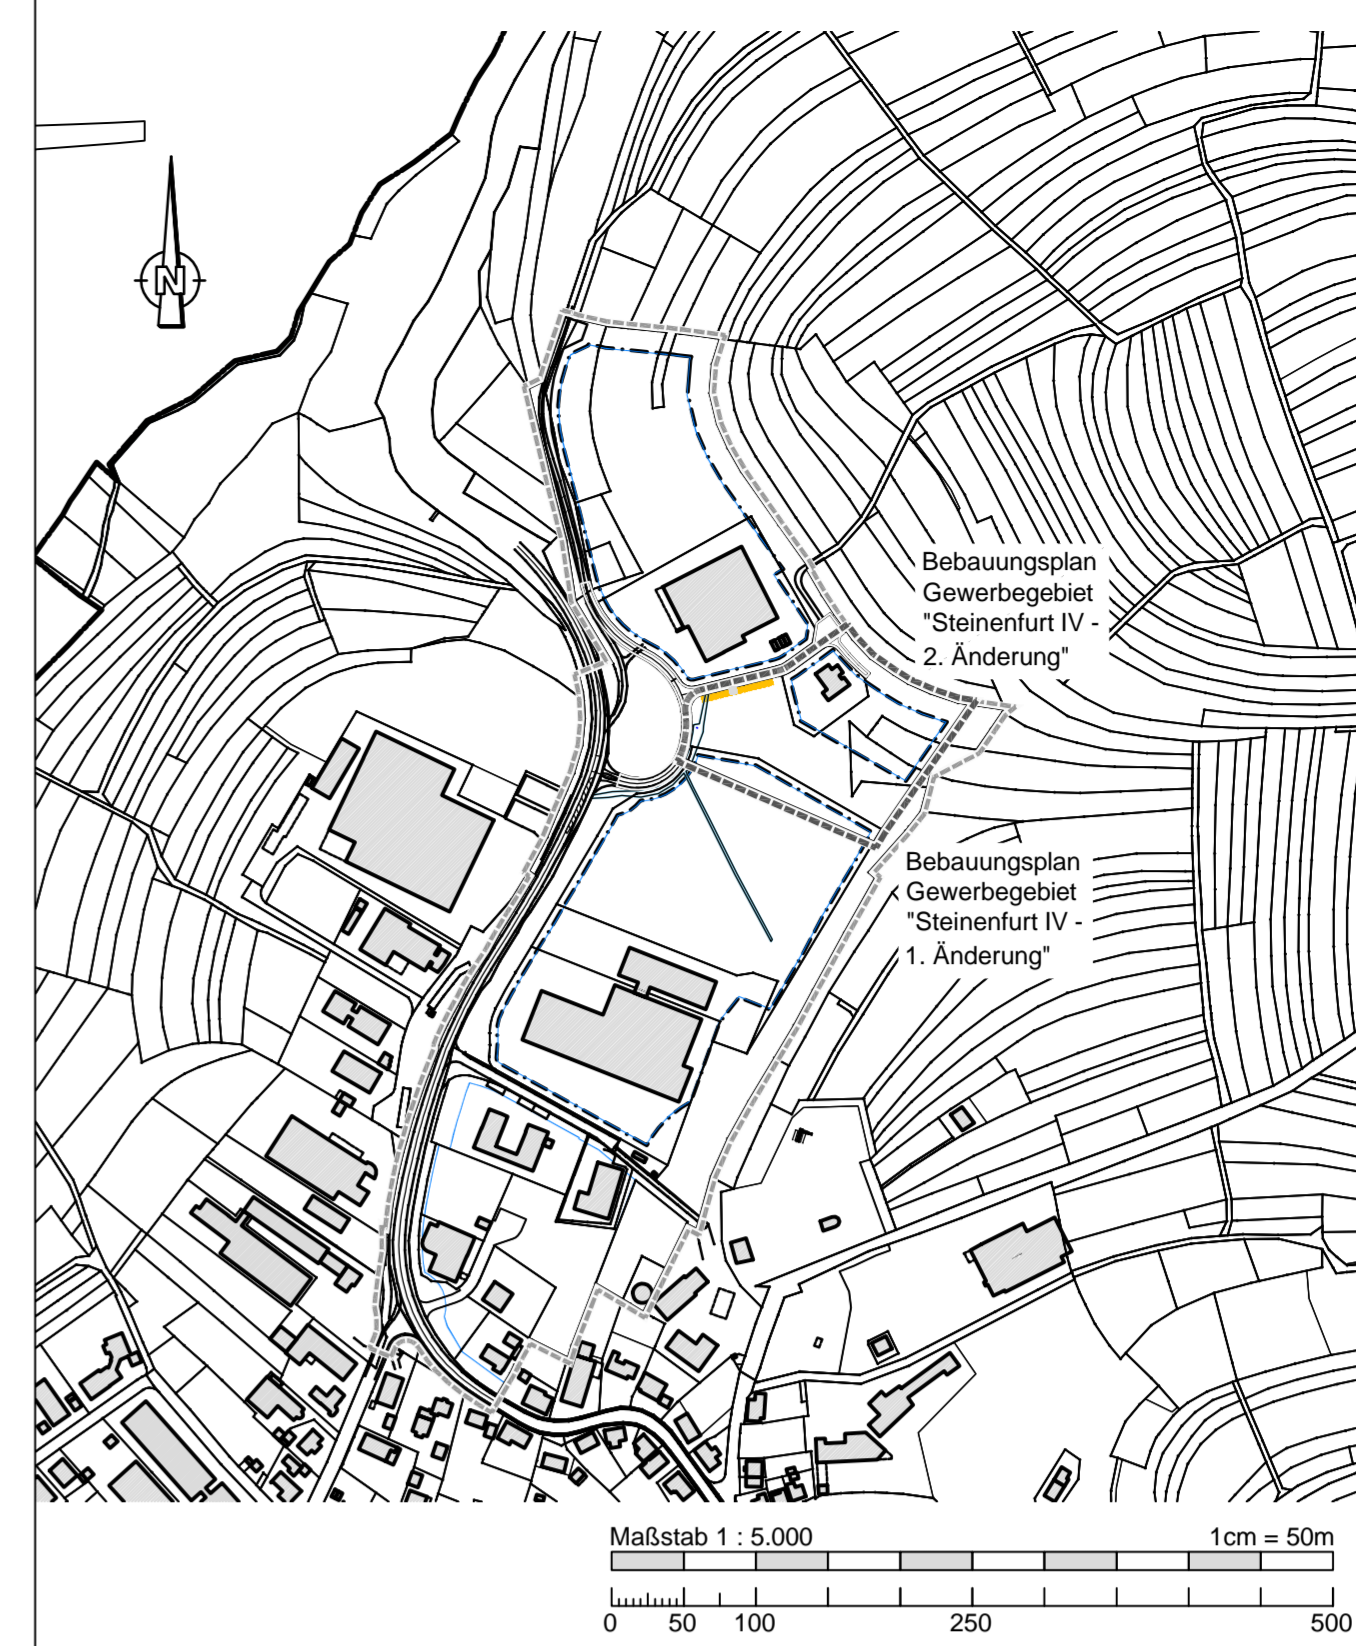 N
Bebauungsplan
Gewerbegebiet
"Steinenfurt IV -
2. Änderung"
Bebauungsplan
Gewerbegebiet
"Steinenfurt IV -
1. Änderung"
Maßstab 1 : 5.000 1cm = 50m
0 50 100 250 500